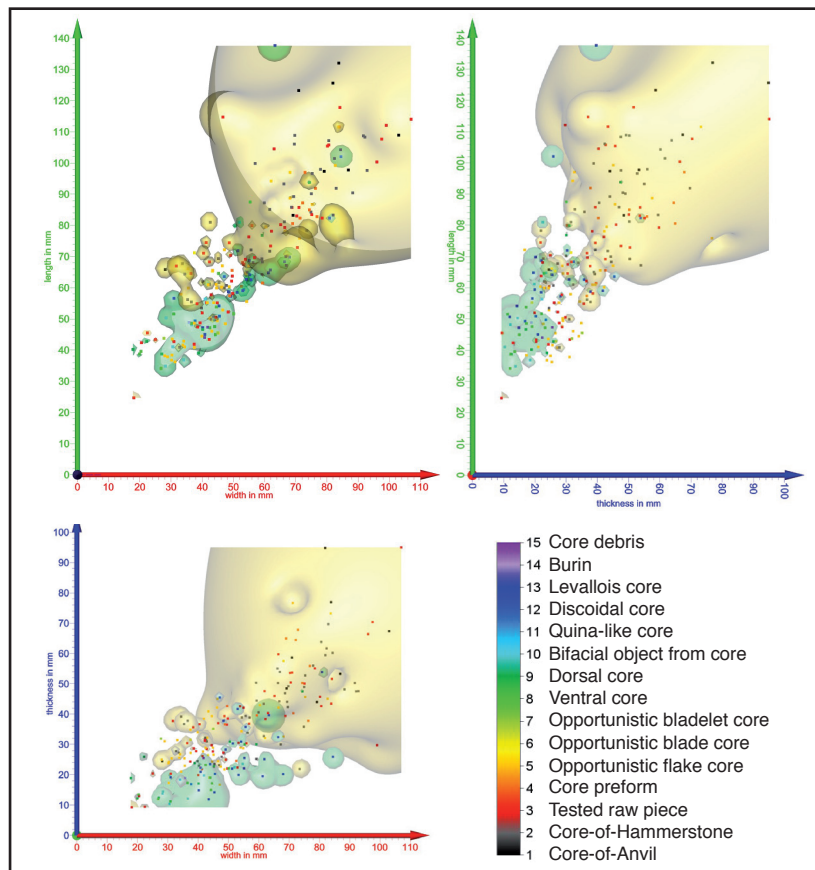 140
130
120
110
100
90
80
70
60
50
40
30
20
10
0
length in mm
0 10 20 30 40 50 60 70 80 90 100 110
width in mm
140
130
120
110
100
90
80
70
60
50
40
30
20
10
0
length in mm
0 10 20 30 40 50 60 70 80 90 100
thickness in mm
100
90
80
70
60
50
40
30
20
10
0
thickness in mm
0 10 20 30 40 50 60 70 80 90 100 110
width in mm
15 Core debris
14 Burin
13 Levallois core
12 Discoidal core
11 Quina-like core
10 Bifacial object from core
9 Dorsal core
8 Ventral core
7 Opportunistic bladelet core
6 Opportunistic blade core
5 Opportunistic flake core
4 Core preform
3 Tested raw piece
2 Core-of-Hammerstone
1 Core-of-Anvil